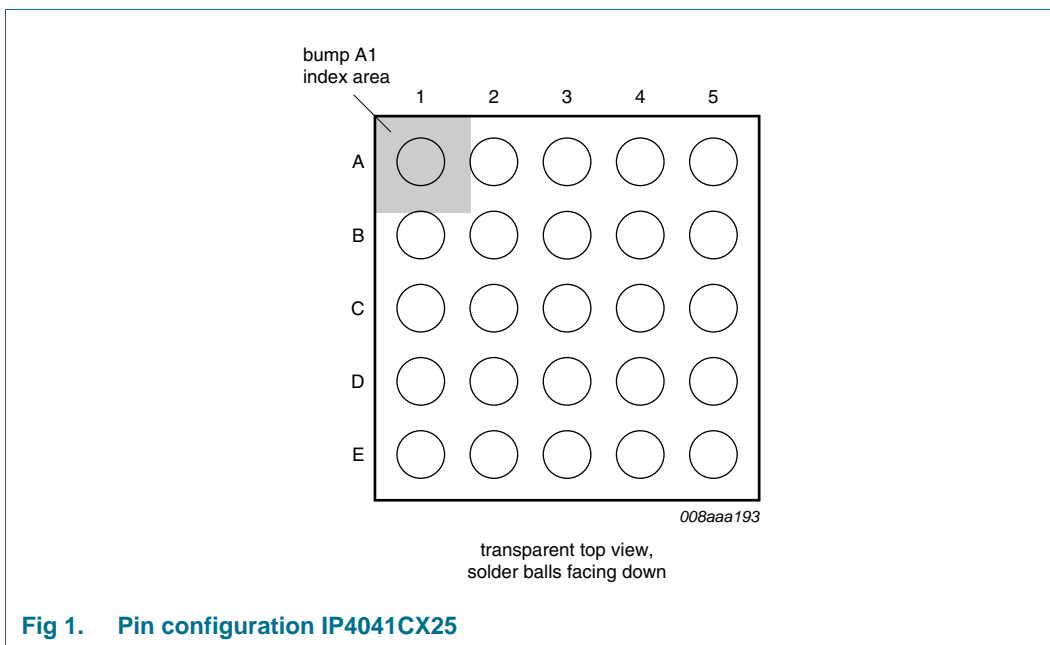 bump A1
index area
1 2 3 4 5
A
B
C
D
E
008aaa193
transparent top view,
solder balls facing down
Fig 1. Pin configuration IP4041CX25